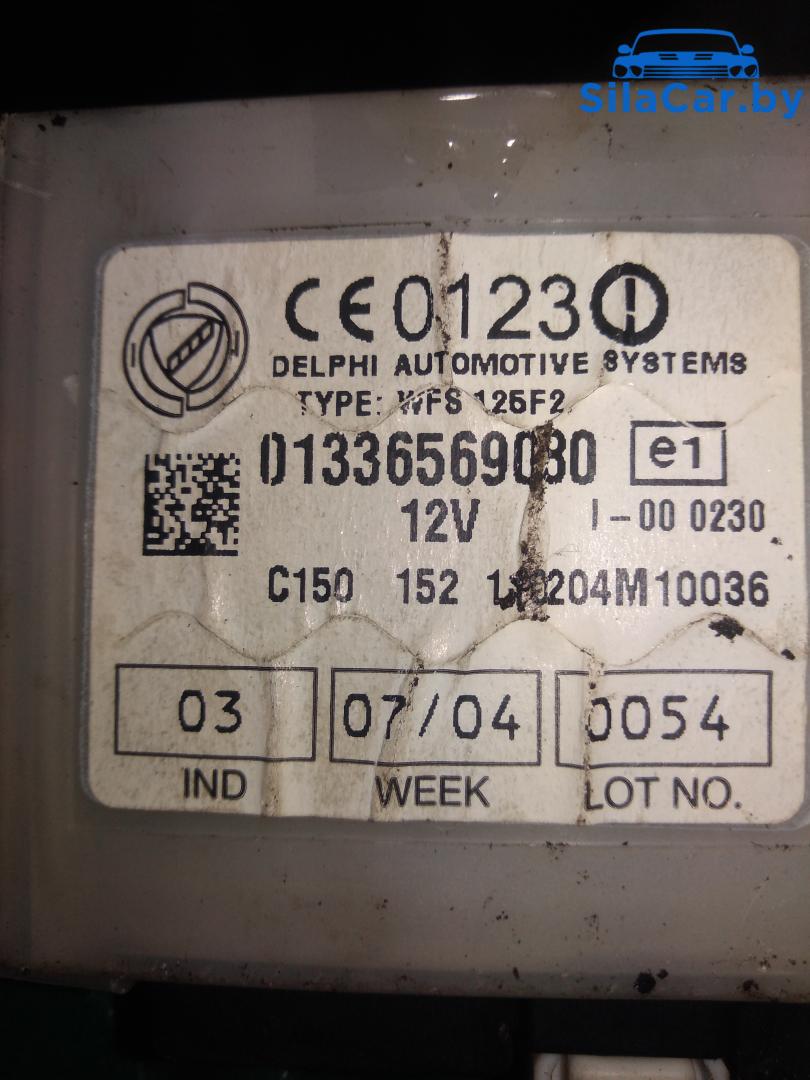 SilaCar.by
CE0123
DELPHI AUTOMOTIVE SYSTEMS
TYPE: WFS 125F2
01336569080 e1
12V I-00 0230
C150 152
03 07/04 0054
IND WEEK LOT NO.